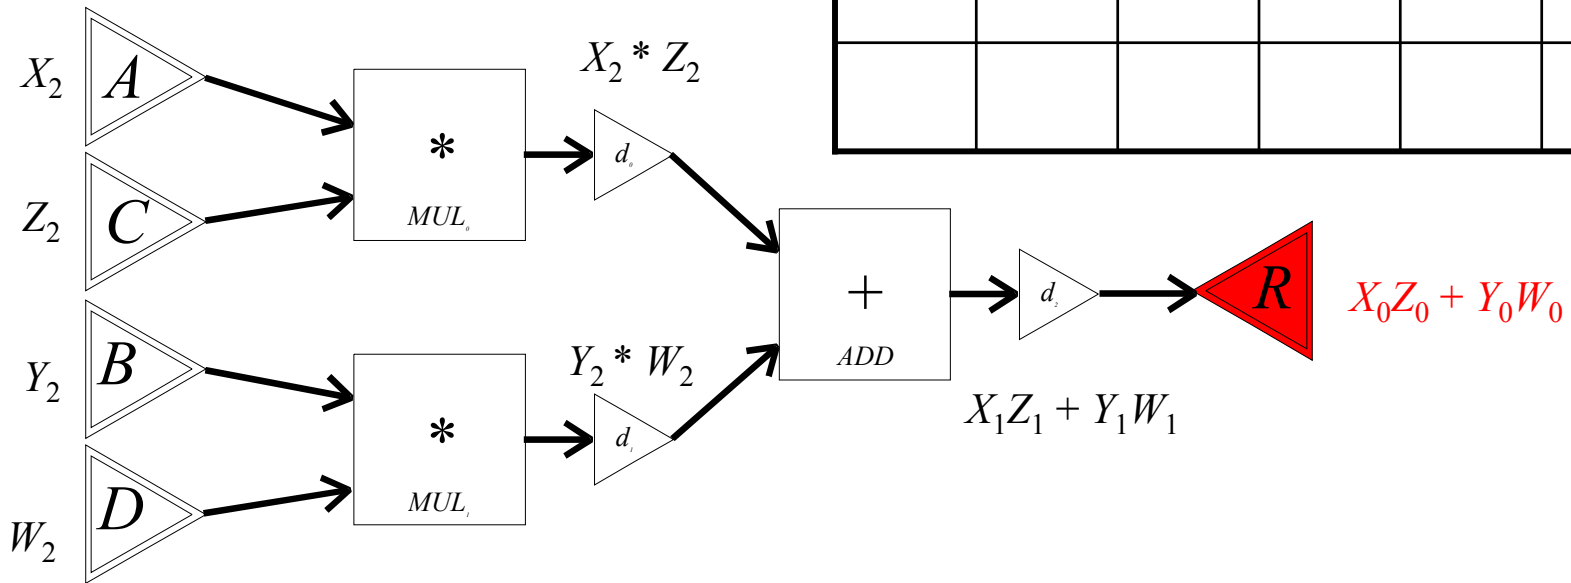 X₂
A
Z₂
C
*
MUL₀
X₂ * Z₂
d₀
Y₂
B
W₂
D
*
MUL₁
Y₂ * W₂
d₁
+
ADD
d₂
X₁Z₁ + Y₁W₁
R
X₀Z₀ + Y₀W₀